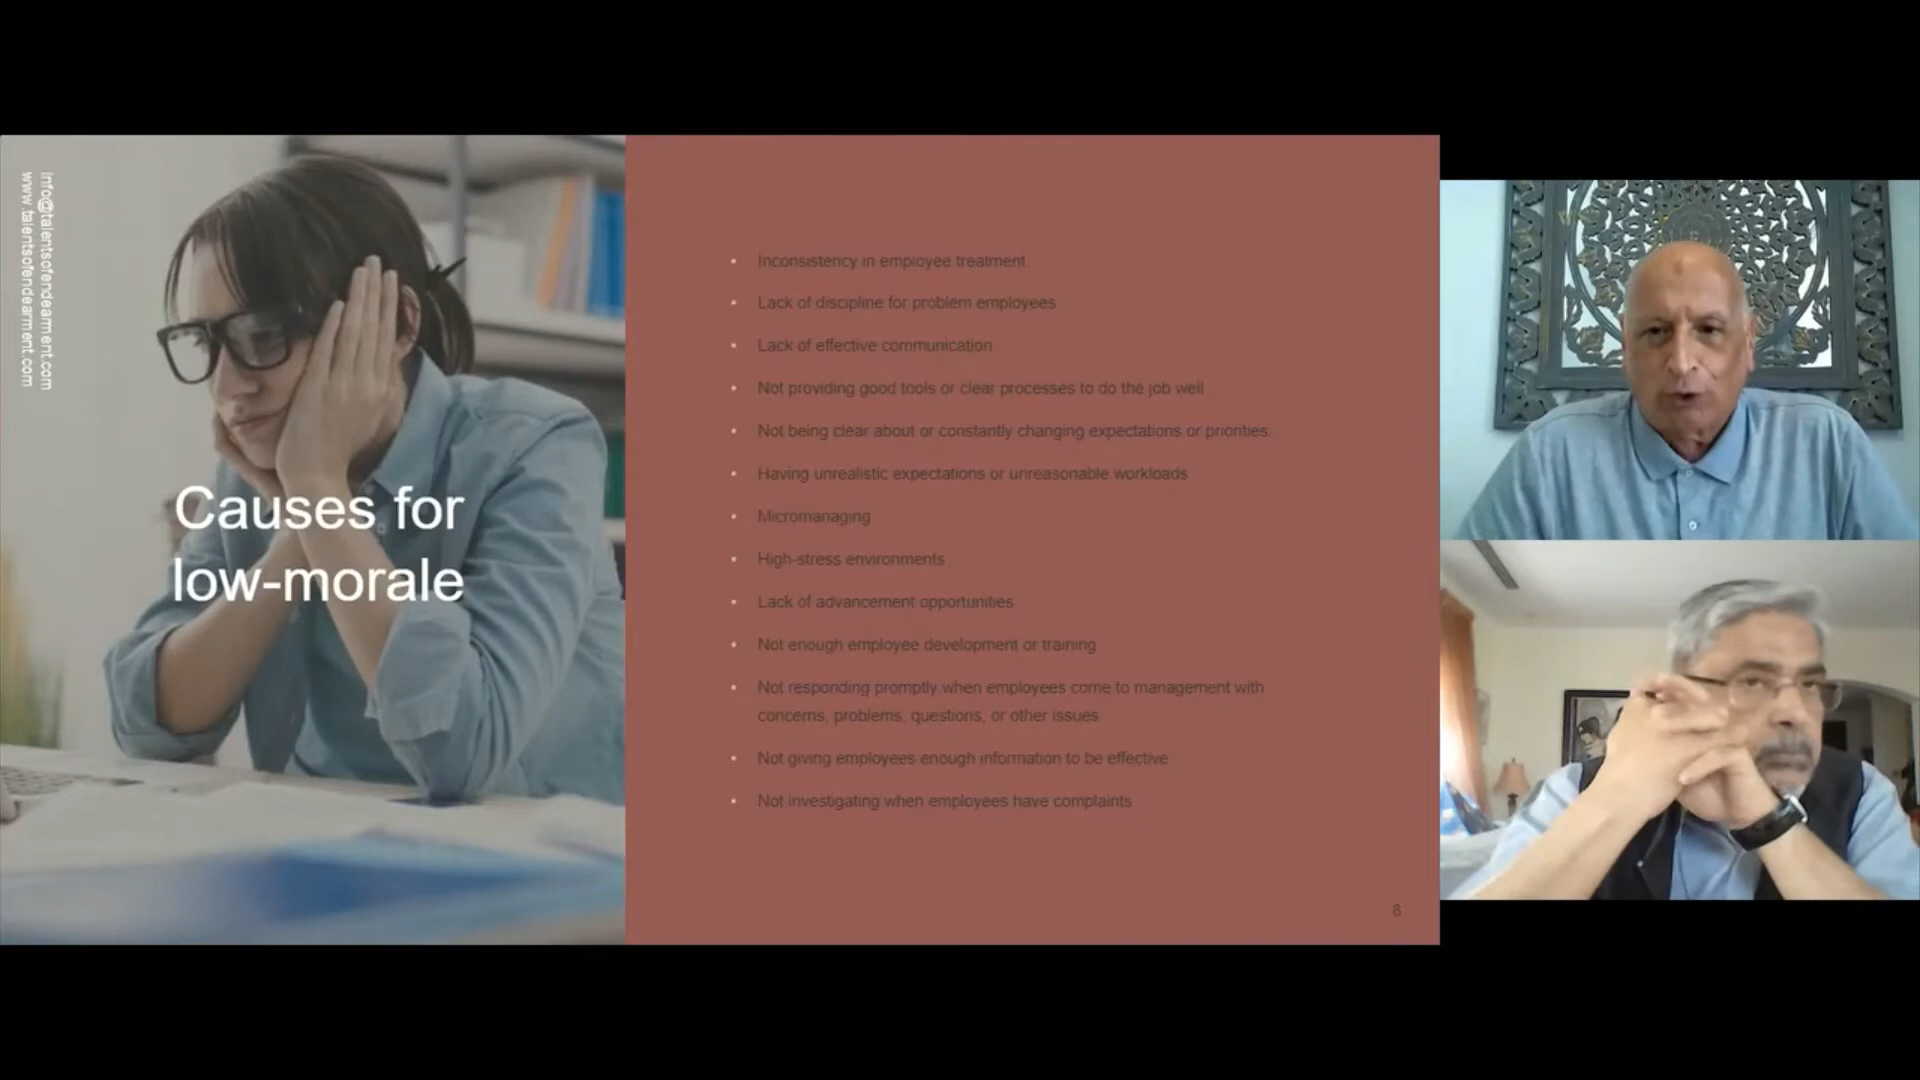 info@talentsofendearment.com
www.talentsofendearment.com
Causes for
low-morale
• Inconsistency in employee treatment.
• Lack of discipline for problem employees
• Lack of effective communication
• Not providing good tools or clear processes to do the job well
• Not being clear about or constantly changing expectations or priorities.
• Having unrealistic expectations or unreasonable workloads
• Micromanaging
• High-stress environments
• Lack of advancement opportunities
• Not enough employee development or training
• Not responding promptly when employees come to management with
concerns, problems, questions, or other issues
• Not giving employees enough information to be effective
• Not investigating when employees have complaints
8